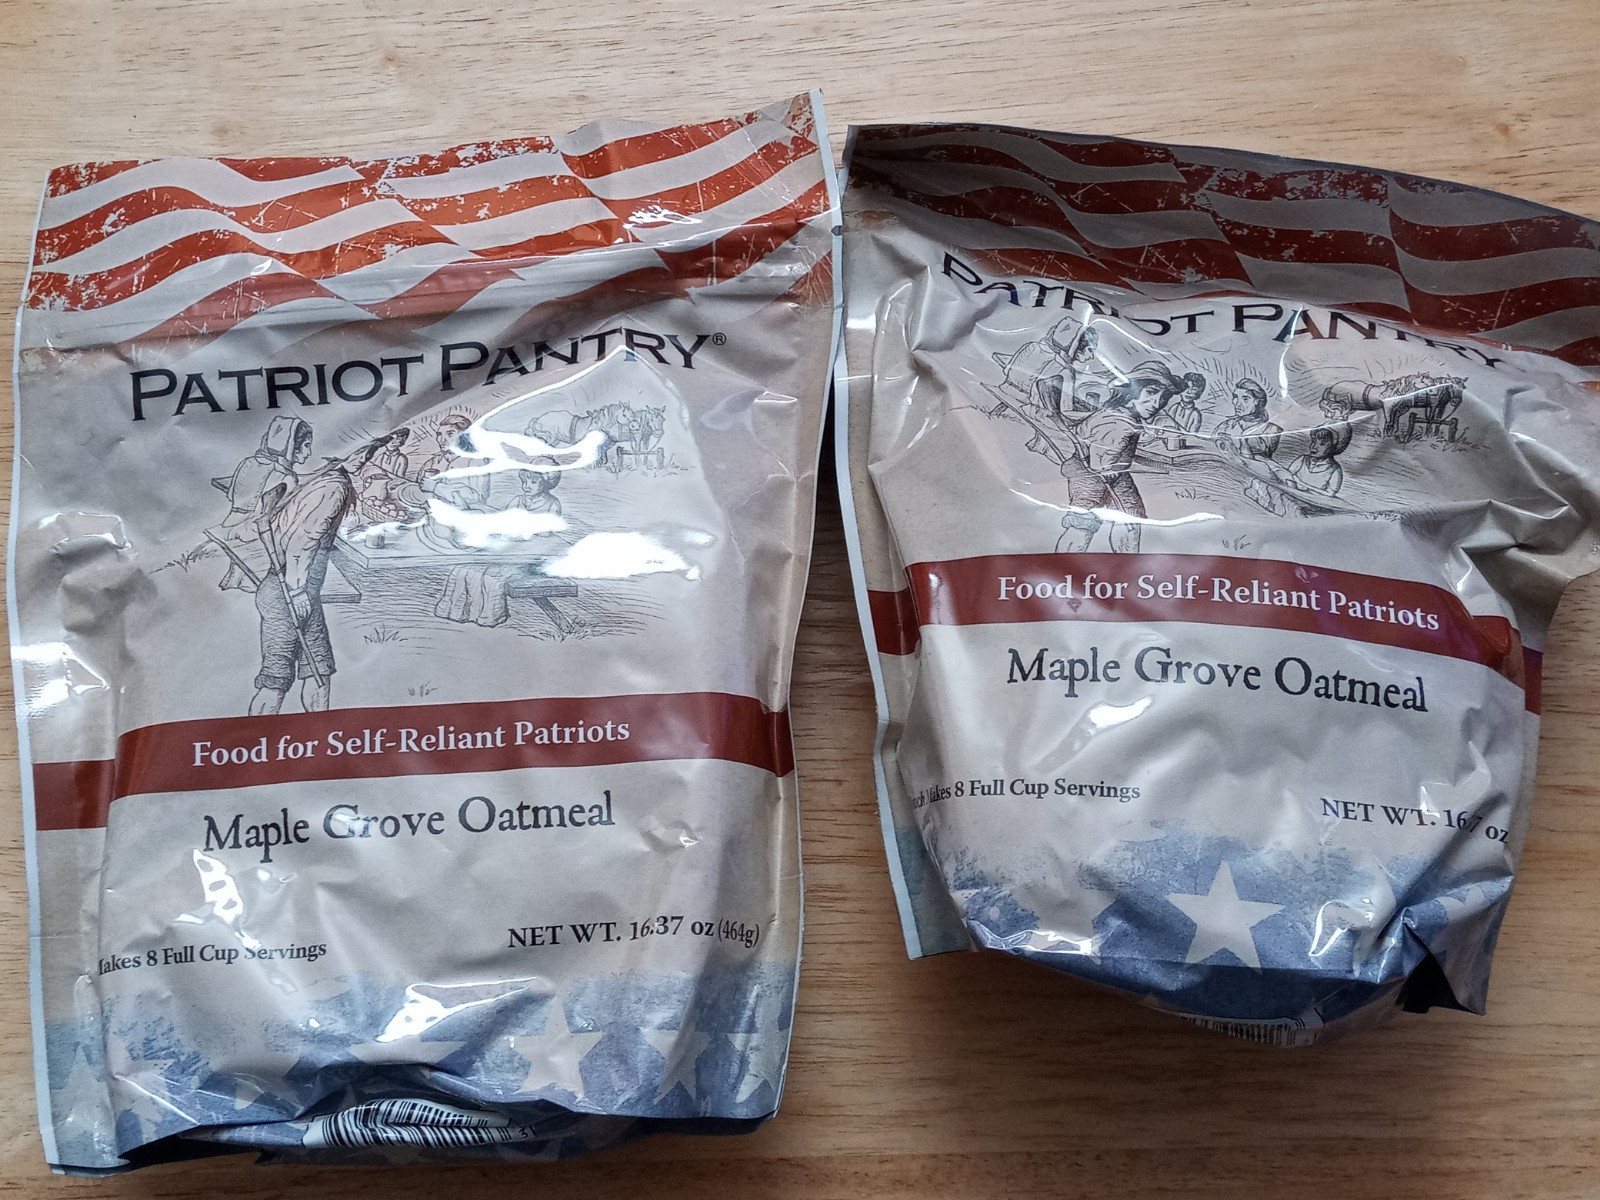 PATRIOT PANTRY®
Food for Self-Reliant Patriots
Maple Grove Oatmeal
8 Full Cup Servings
NET WT. 16.37 oz (464g)
PATRIOT PANTRY
Food for Self-Reliant Patriots
Maple Grove Oatmeal
Makes 8 Full Cup Servings
NET WT. oz